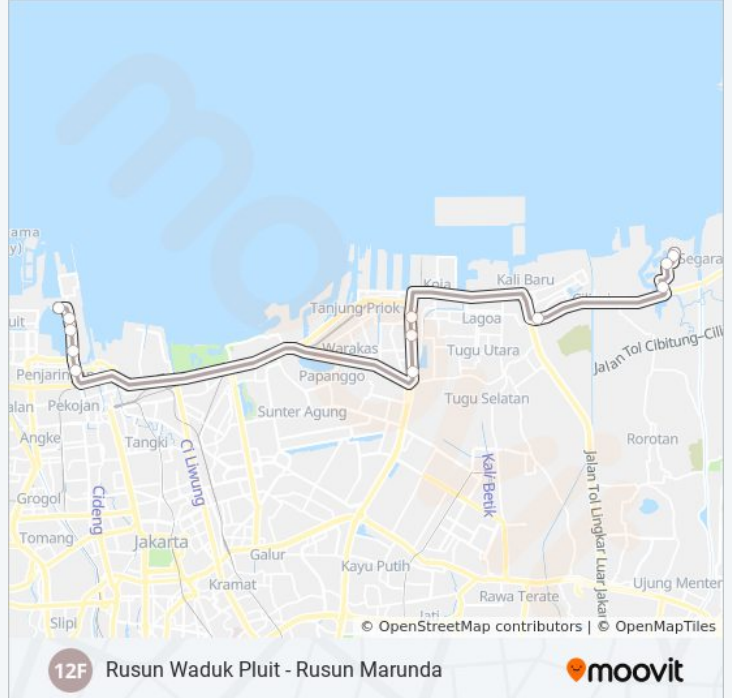 ama
y)
Segara
Koja
Kali Baru
uit
Tanjung Priok
Lagoa
Jalan Tol Cibitung-Cili
Warakas
Tugu Utara
Penjarin
Papanggo
alan
Pekojan
Sunter Agung
Tugu Selatan
Angke
Tangki
Rorotan
Ci Liwung
Kali Betik
Jalan Tol Lingkar Luar Jakar
Grogol
Cideng
Tomang
Jakarta
Galur
Kayu Putih
Kramat
Ujung Menter
Rawa Terate
Slipi
Jati
© OpenStreetMap contributors | © OpenMapTiles
12F Rusun Waduk Pluit - Rusun Marunda
moovit